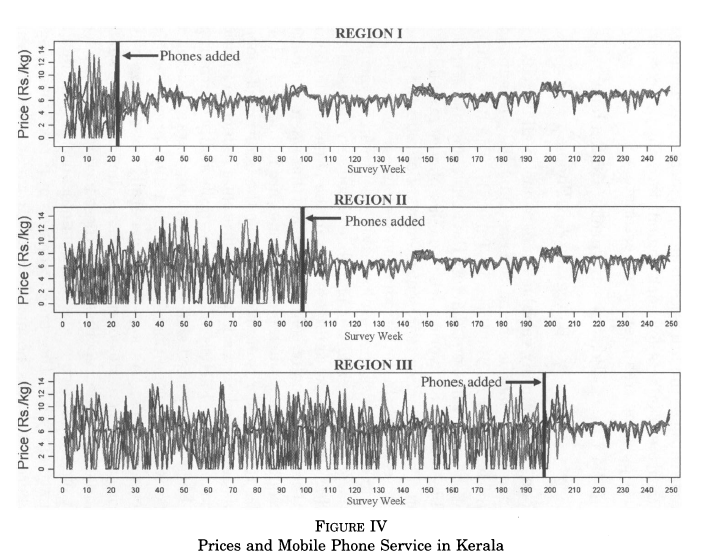 REGION I
Price (Rs./kg)
0 2 4 6 8 10 12 14
Phones added
0 10 20 30 40 50 60 70 80 90 100 110 120 130 140 150 160 170 180 190 200 210 220 230 240 250
Survey Week
REGION II
Price (Rs./kg)
0 2 4 6 8 10 12 14
Phones added
0 10 20 30 40 50 60 70 80 90 100 110 120 130 140 150 160 170 180 190 200 210 220 230 240 250
Survey Week
REGION III
Price (Rs./kg)
0 2 4 6 8 10 12 14
Phones added
0 10 20 30 40 50 60 70 80 90 100 110 120 130 140 150 160 170 180 190 200 210 220 230 240 250
Survey Week
FIGURE IV
Prices and Mobile Phone Service in Kerala